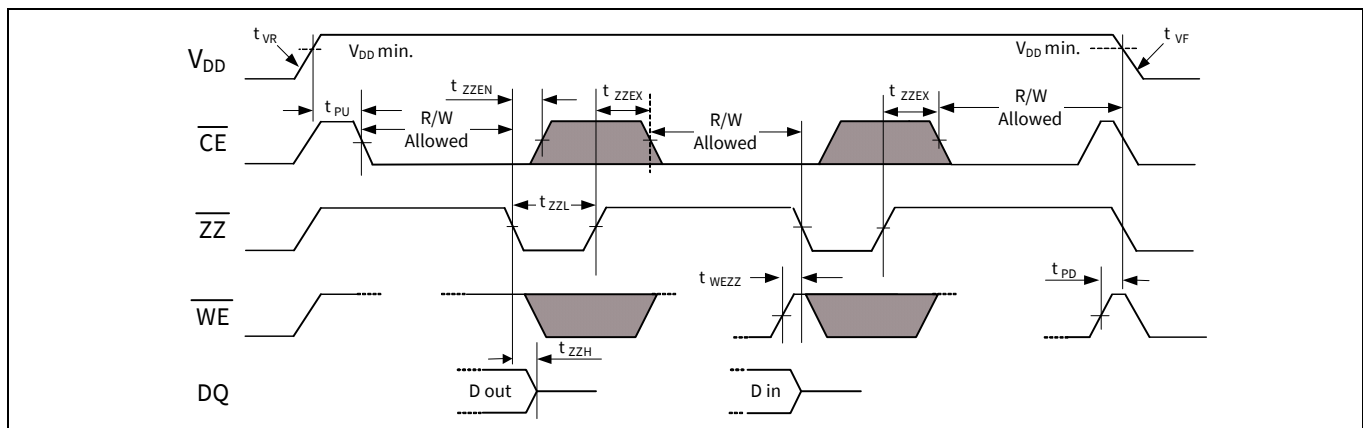 t VR
V DD
V DD min.
V DD min.
t VF
t PU
R/W
Allowed
t ZZEN
t ZZEX
R/W
Allowed
t ZZEX
R/W
Allowed
CE
ZZ
t ZZL
WE
t WEZZ
t PD
t ZZH
DQ
D out
D in